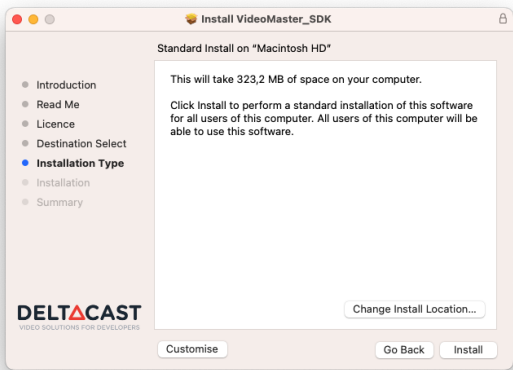 Install VideoMaster_SDK
Standard Install on “Macintosh HD”
Introduction
Read Me
Licence
Destination Select
Installation Type
Installation
Summary
This will take 323,2 MB of space on your computer.
Click Install to perform a standard installation of this software
for all users of this computer. All users of this computer will be
able to use this software.
DELTACAST
VIDEO SOLUTIONS FOR DEVELOPERS
Change Install Location...
Customise
Go Back
Install